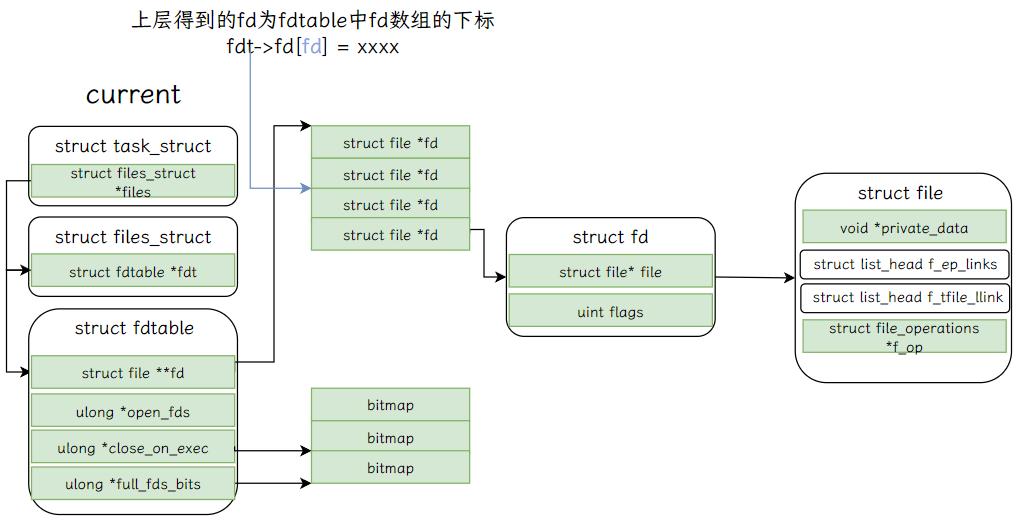 上层得到的fd为fdtable中fd数组的下标
fdt->fd[fd] = xxxx
current
struct task_struct
struct files_struct
*files
struct files_struct
struct fdtable *fdt
struct fdtable
struct file **fd
ulong *open_fds
ulong *close_on_exec
ulong *full_fds_bits
struct file *fd
struct file *fd
struct file *fd
struct file *fd
bitmap
bitmap
bitmap
struct fd
struct file* file
uint flags
struct file
void *private_data
struct list_head f_ep_links
struct list_head f_tfile_llink
struct file_operations
*f_op